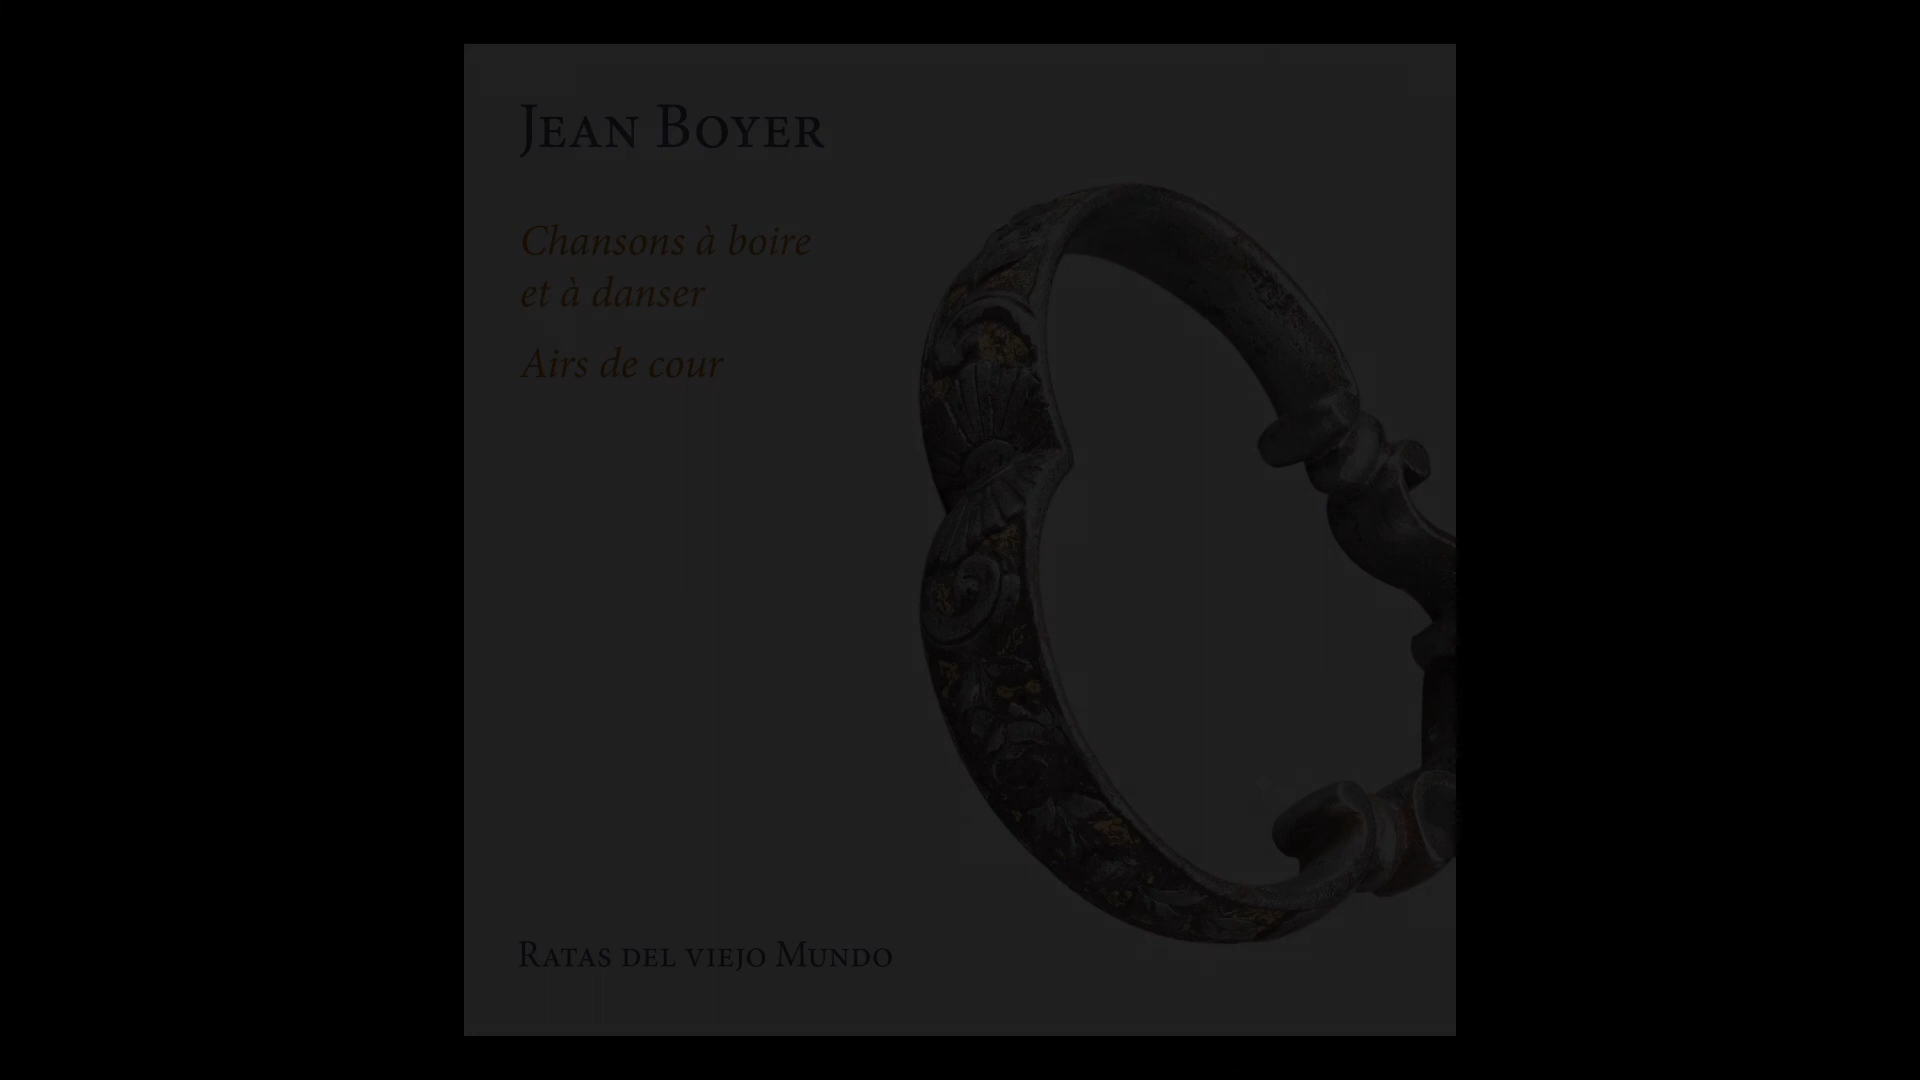 Jean Boyer
Chansons à boire
et à danser
Airs de cour
Ratas del viejo Mundo